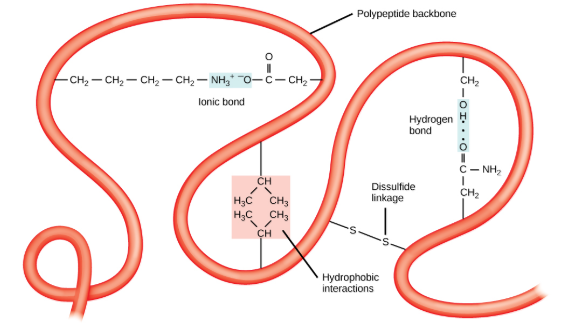 Polypeptide backbone
O
CH₂ — CH₂ — CH₂ — CH₂ — NH₃⁺ ⁻O — C — CH₂
Ionic bond
CH₂
O
H
Hydrogen
bond
O
C — NH₂
CH₂
CH
H₃C CH₃
H₃C CH₃
CH
Disulfide
linkage
S
S
Hydrophobic
interactions